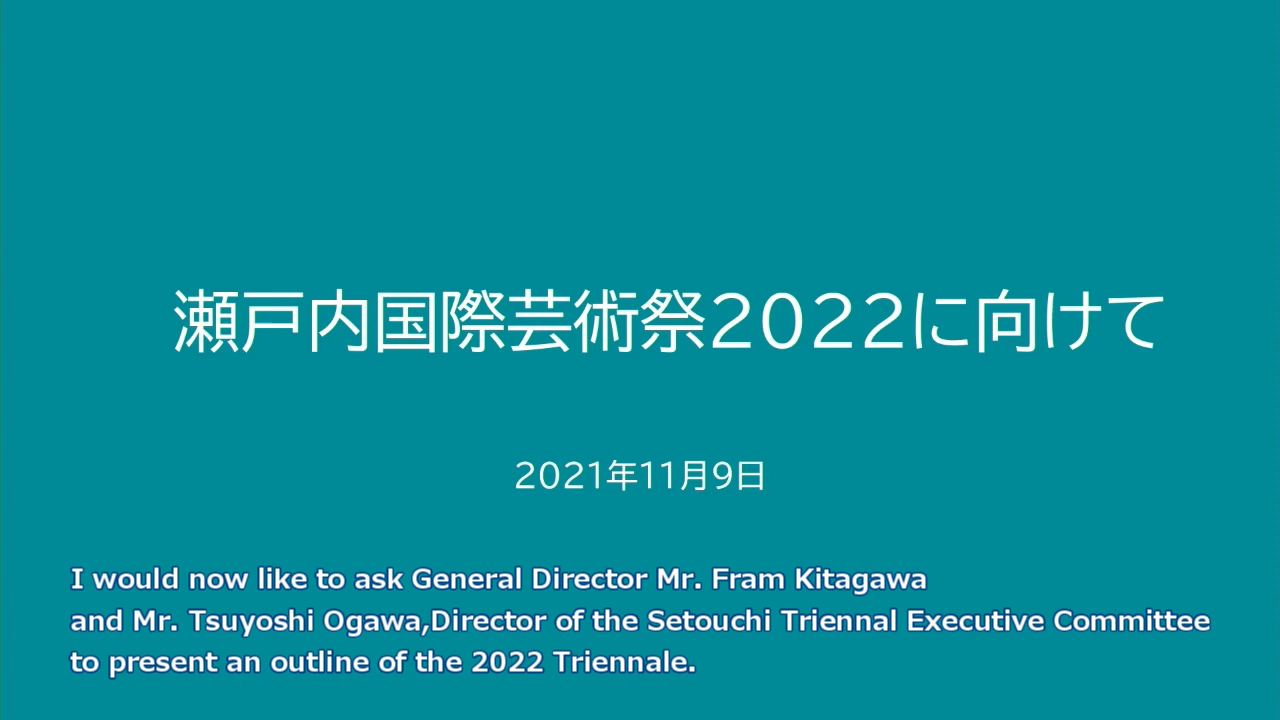 瀬戸内国際芸術祭2022に向けて
2021年11月9日
I would now like to ask General Director Mr. Fram Kitagawa
and Mr. Tsuyoshi Ogawa,Director of the Setouchi Triennal Executive Committee
to present an outline of the 2022 Triennale.